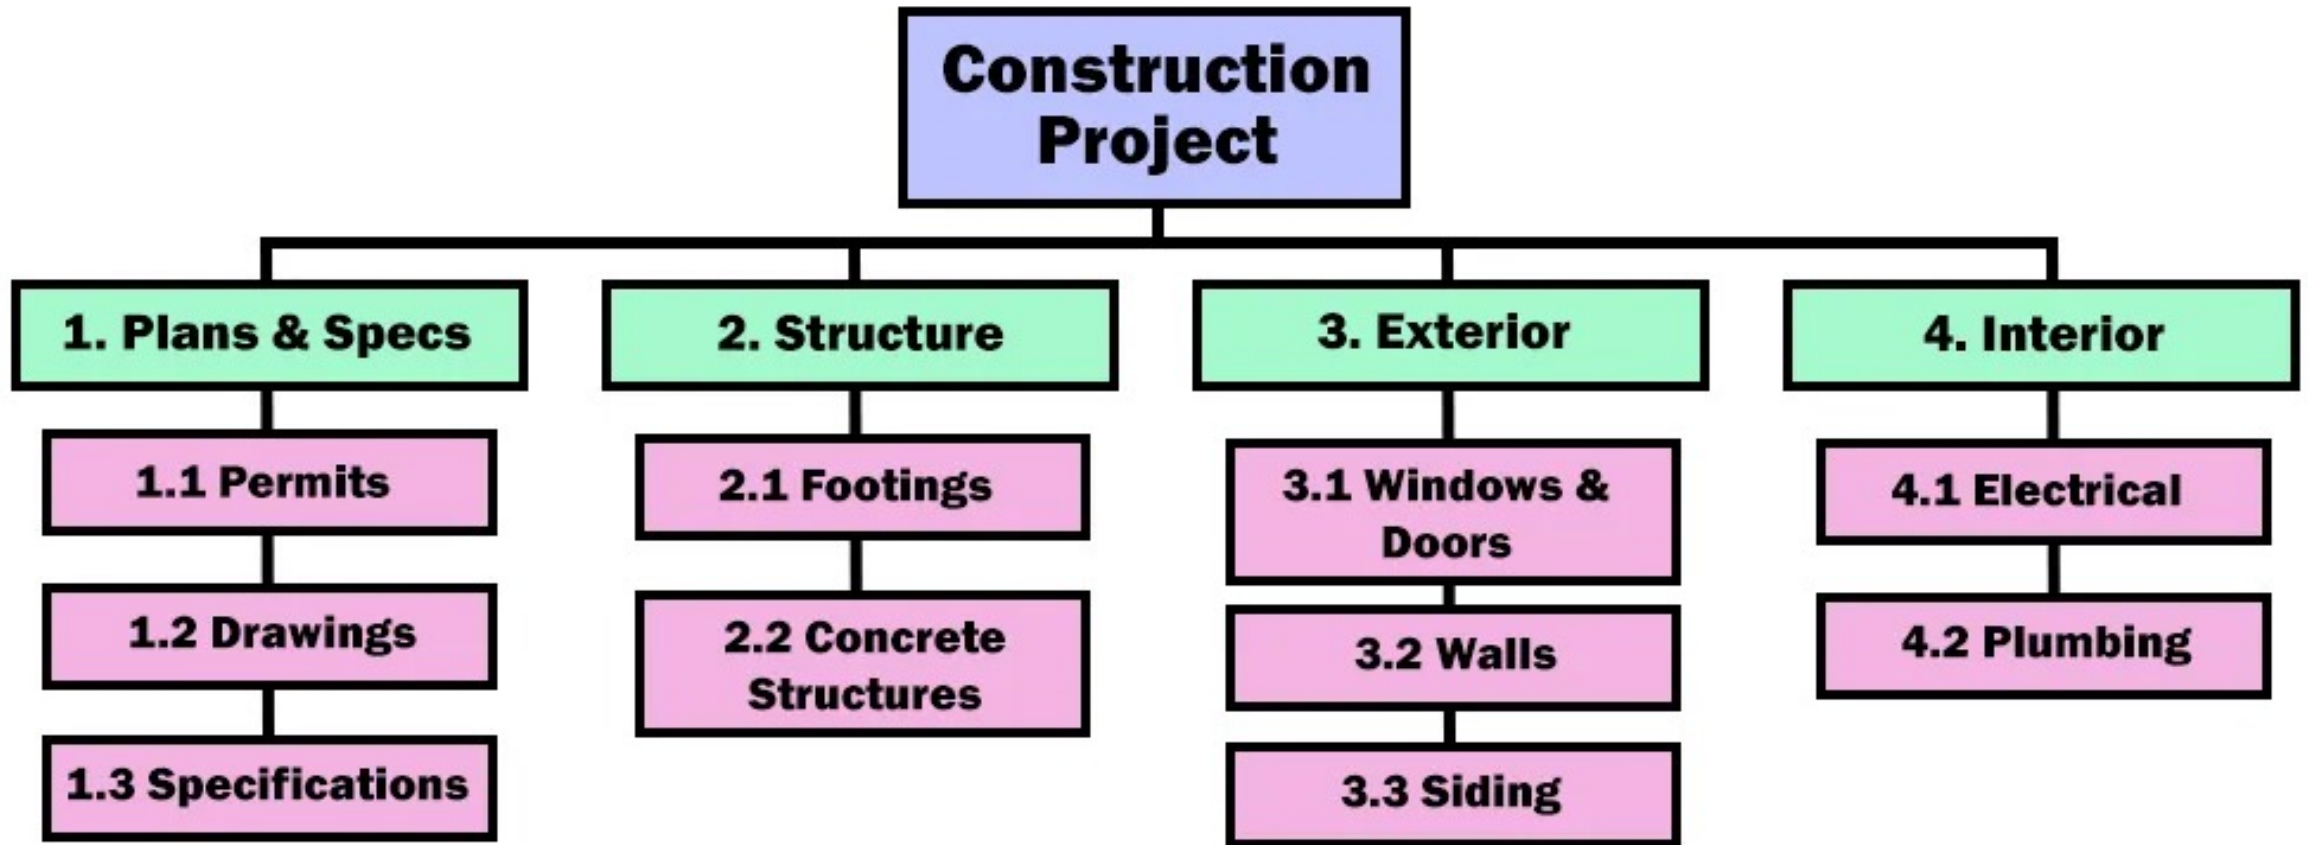 Construction
Project
1. Plans & Specs
2. Structure
3. Exterior
4. Interior
1.1 Permits
1.2 Drawings
1.3 Specifications
2.1 Footings
2.2 Concrete
Structures
3.1 Windows &
Doors
3.2 Walls
3.3 Siding
4.1 Electrical
4.2 Plumbing